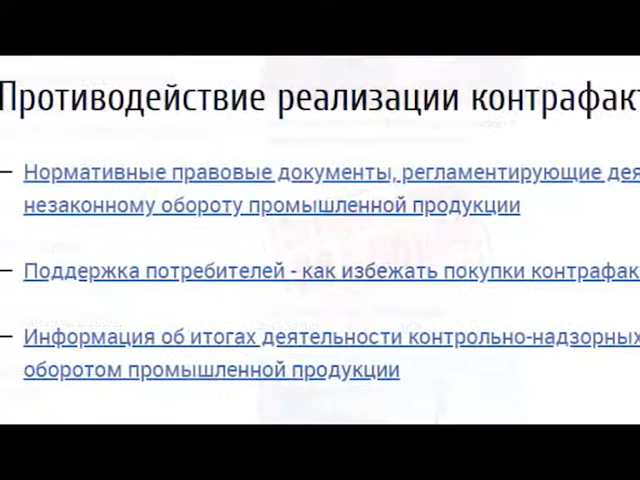 Противодействие реализации контрафакт
– Нормативные правовые документы, регламентирующие дея
незаконному обороту промышленной продукции
– Поддержка потребителей - как избежать покупки контрафак
– Информация об итогах деятельности контрольно-надзорных
оборотом промышленной продукции